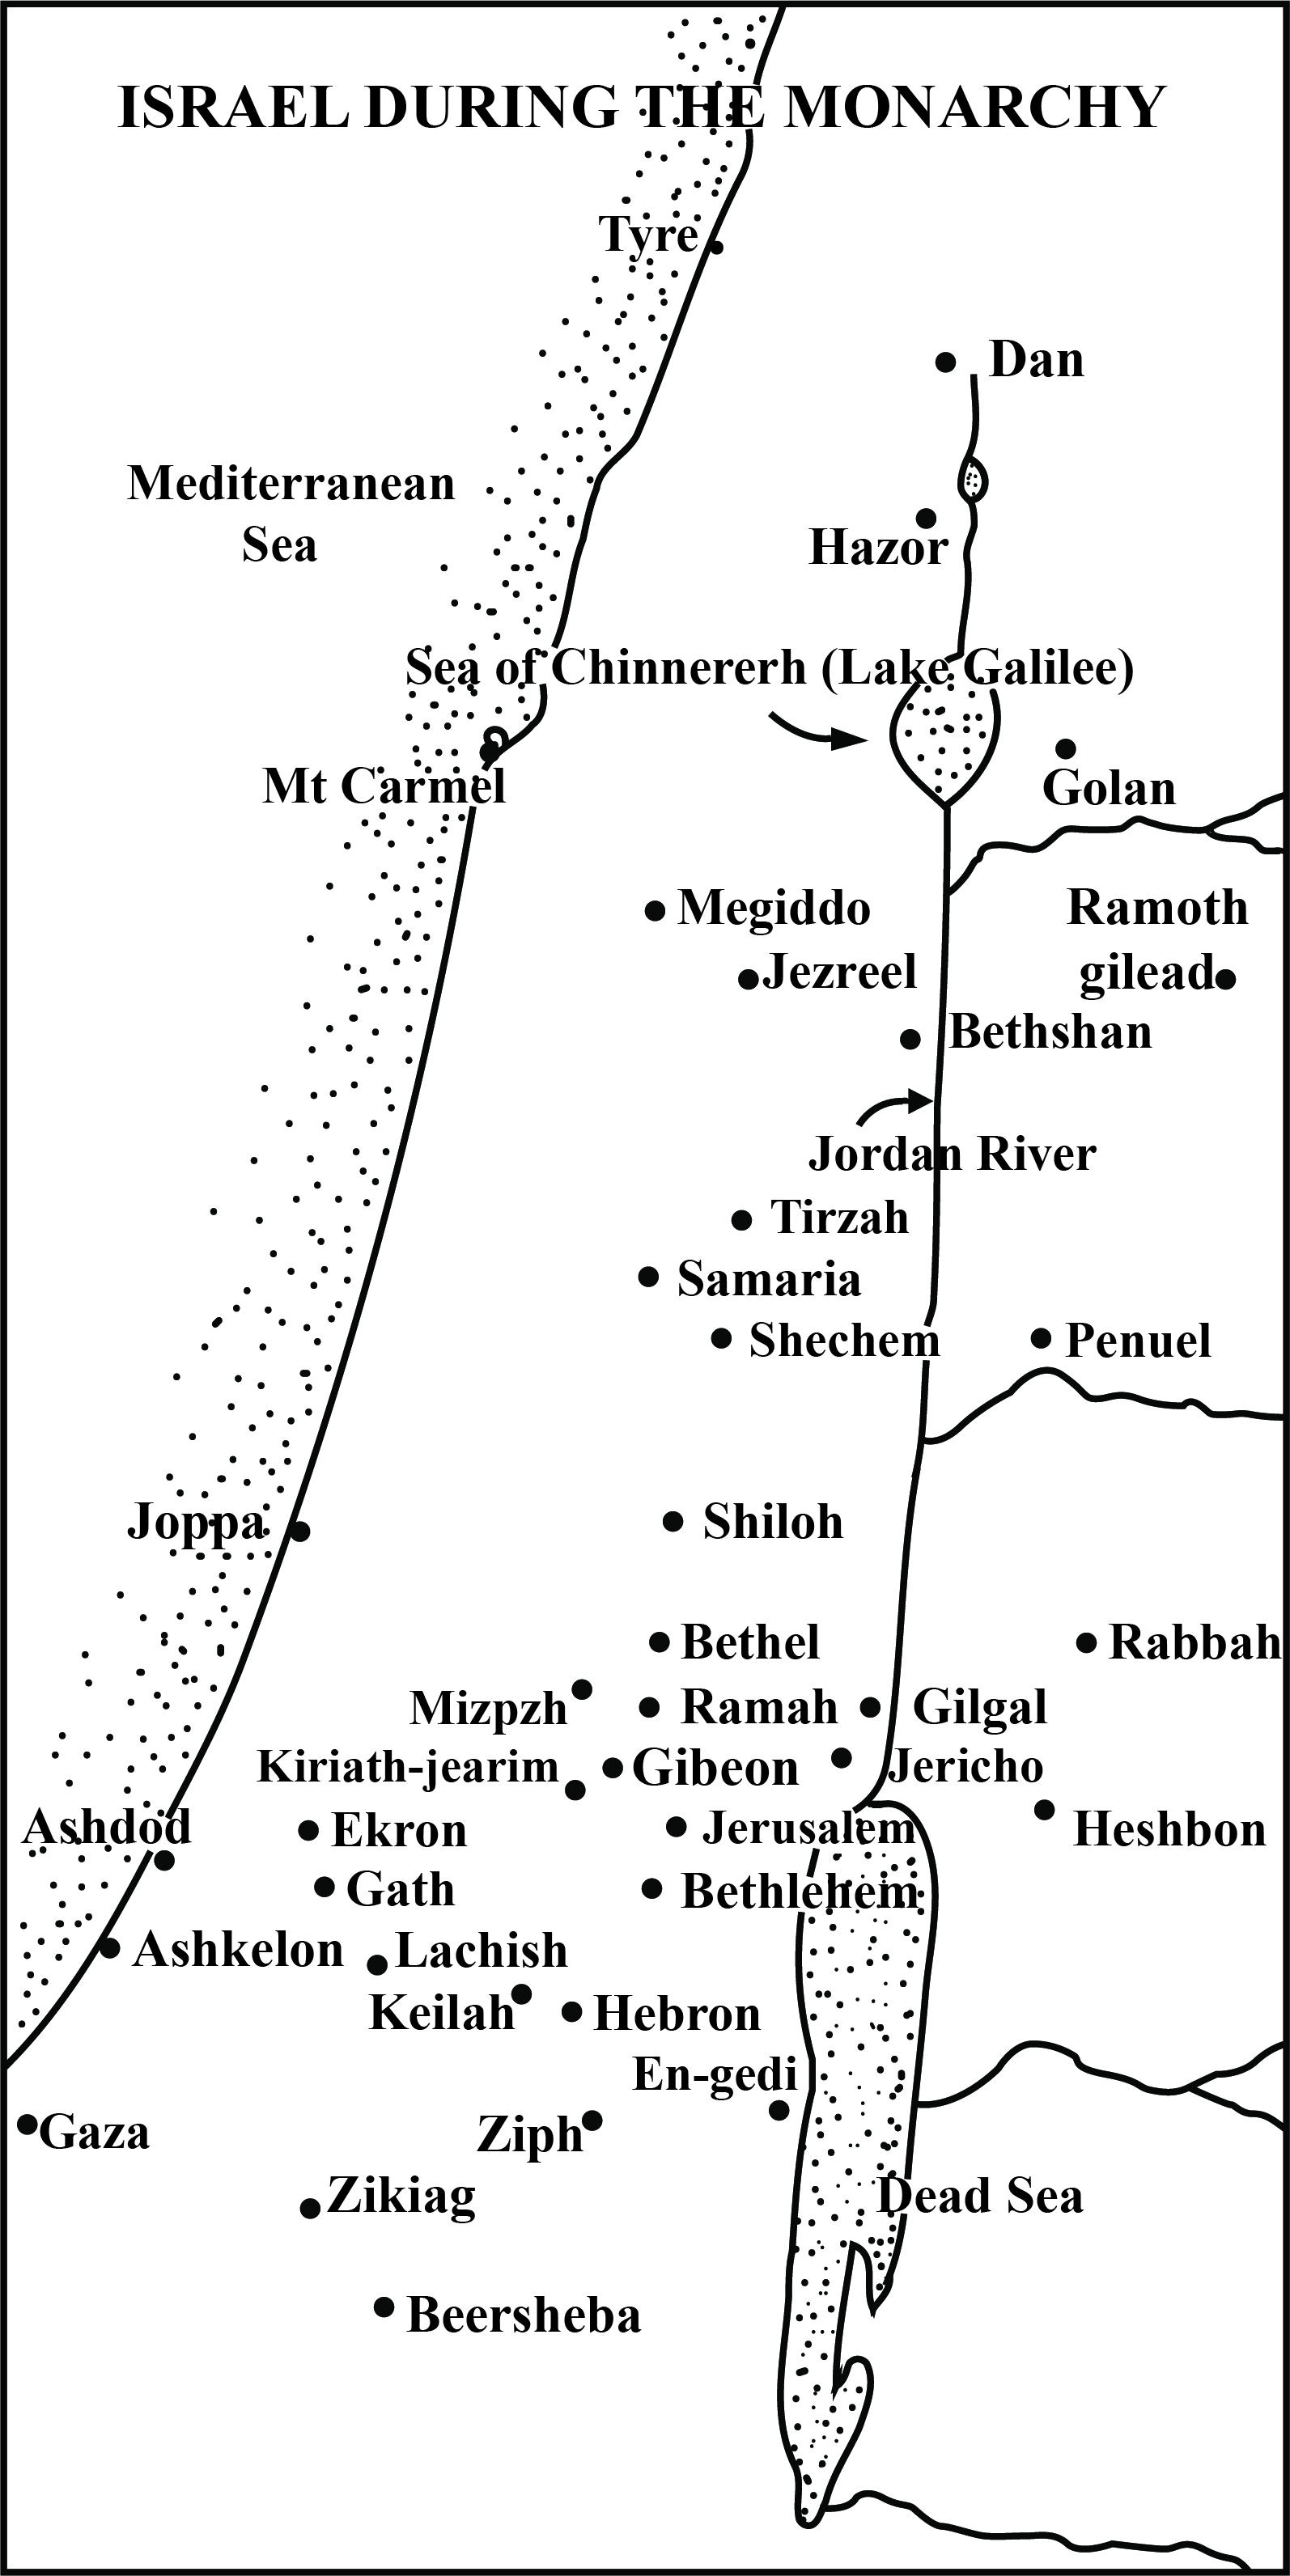 ISRAEL DURING THE MONARCHY
Tyre
Dan
Mediterranean
Sea
Hazor
Sea of Chinnererh (Lake Galilee)
Mt Carmel
Golan
Megiddo
Ramoth
gilead
Jezreel
Bethshan
Jordan River
Tirzah
Samaria
Shechem
Penuel
Joppa
Shiloh
Bethel
Rabbah
Mizpzh
Ramah
Gilgal
Kiriath-jearim
Gibeon
Jericho
Ashdod
Ekron
Jerusalem
Heshbon
Gath
Bethlehem
Ashkelon
Lachish
Keilah
Hebron
En-gedi
Gaza
Ziph
Zikiag
Dead Sea
Beersheba